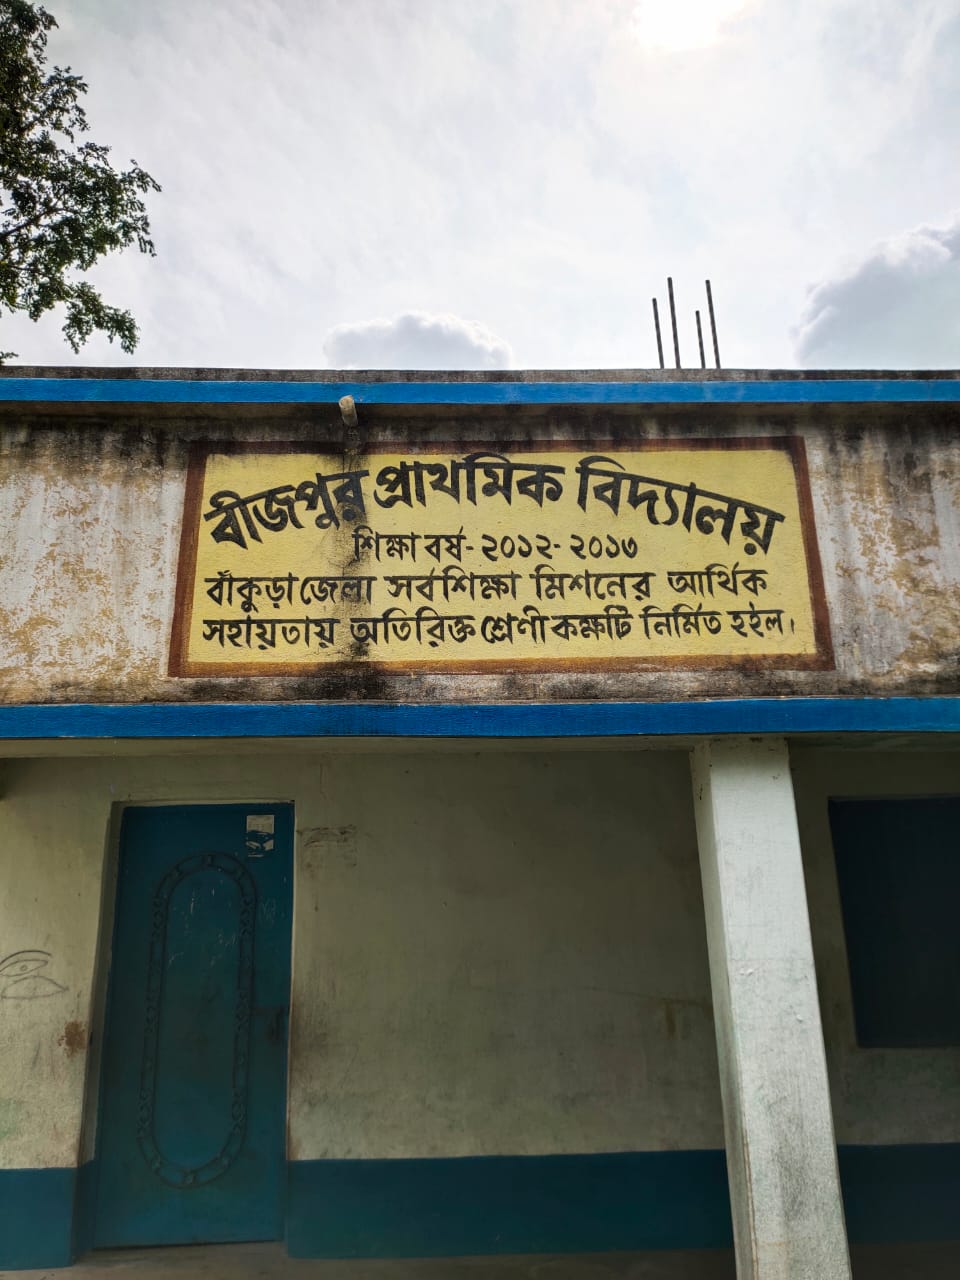 বীজপুর প্রাথমিক বিদ্যালয়
শিক্ষা বর্ষ - ২০১২ - ২০১৩
বাঁকুড়া জেলা সর্বশিক্ষা মিশনের আর্থিক
সহায়তায় অতিরিক্ত শ্রেণী কক্ষটি নির্মিত হইল।